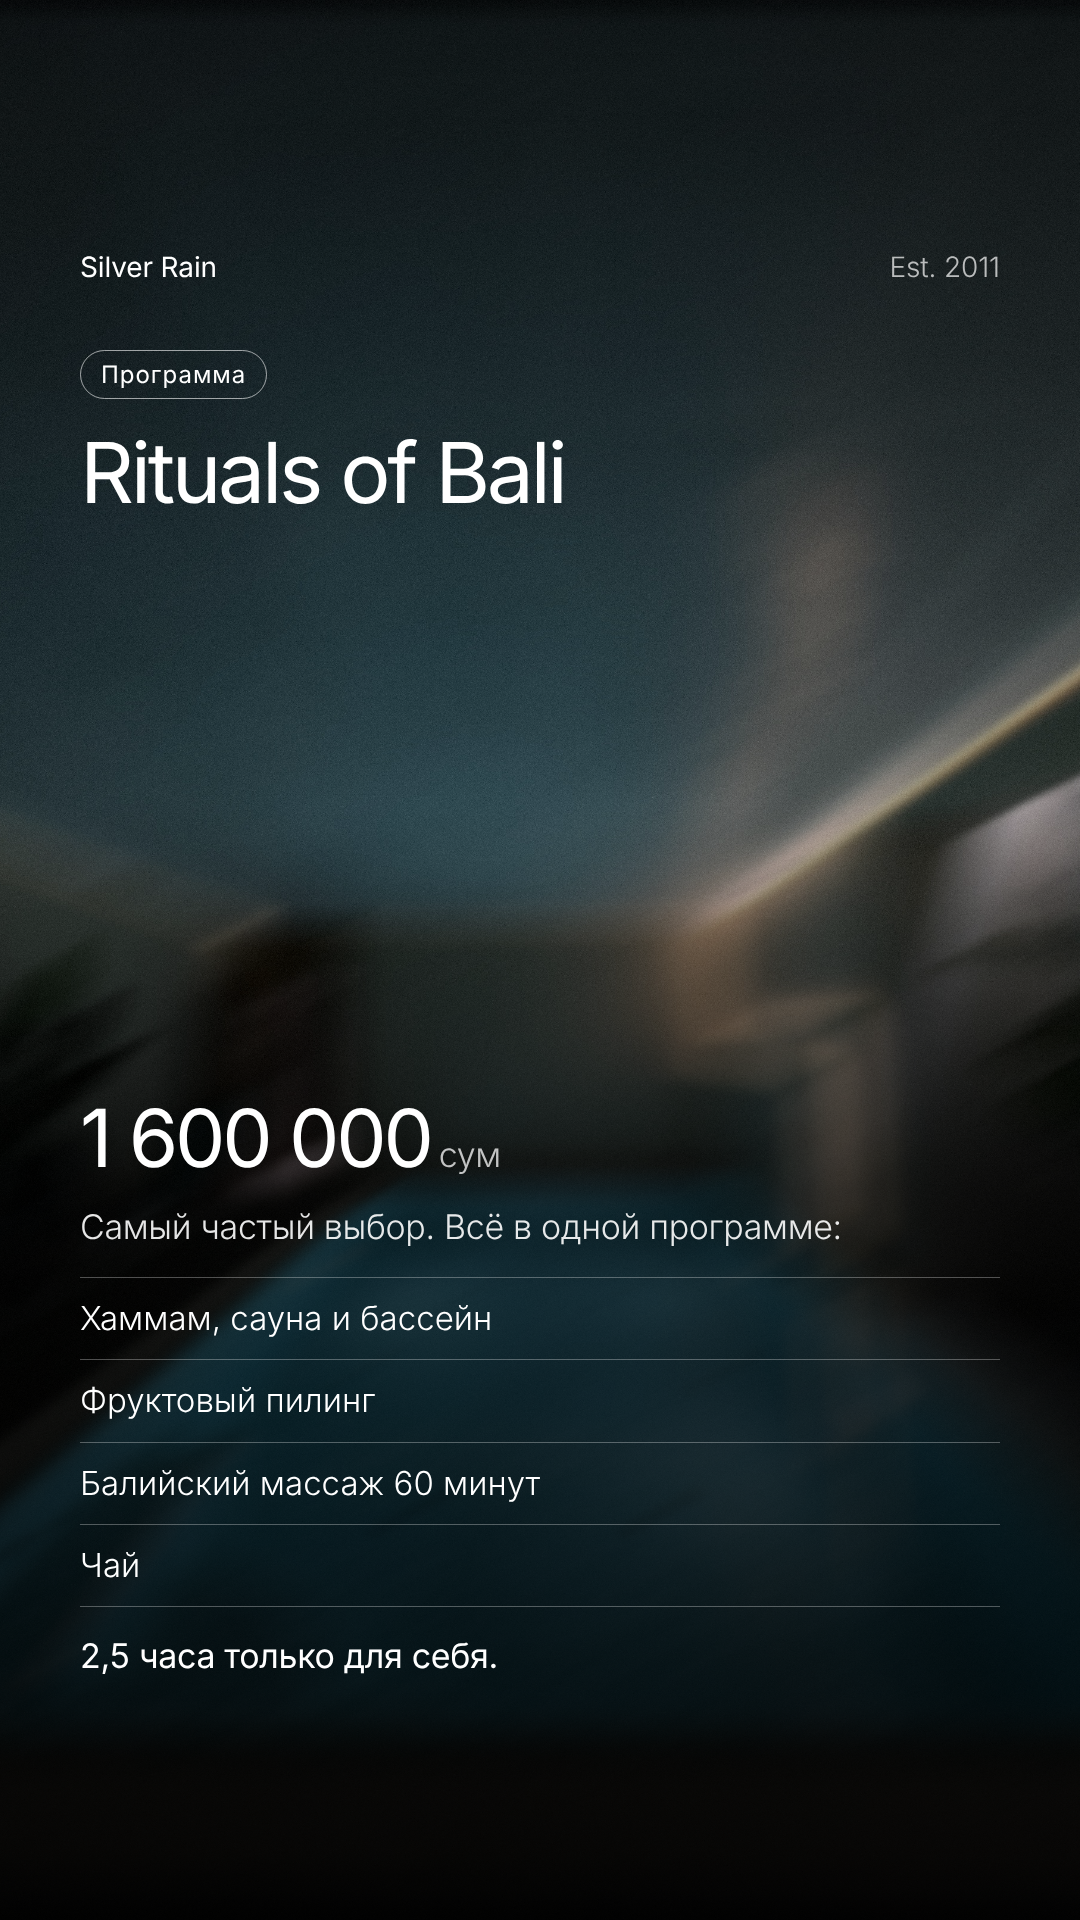 Silver Rain
Est. 2011
Программа
Rituals of Bali
1 600 000 сум
Самый частый выбор. Всё в одной программе:
Хаммам, сауна и бассейн
Фруктовый пилинг
Балийский массаж 60 минут
Чай
2,5 часа только для себя.